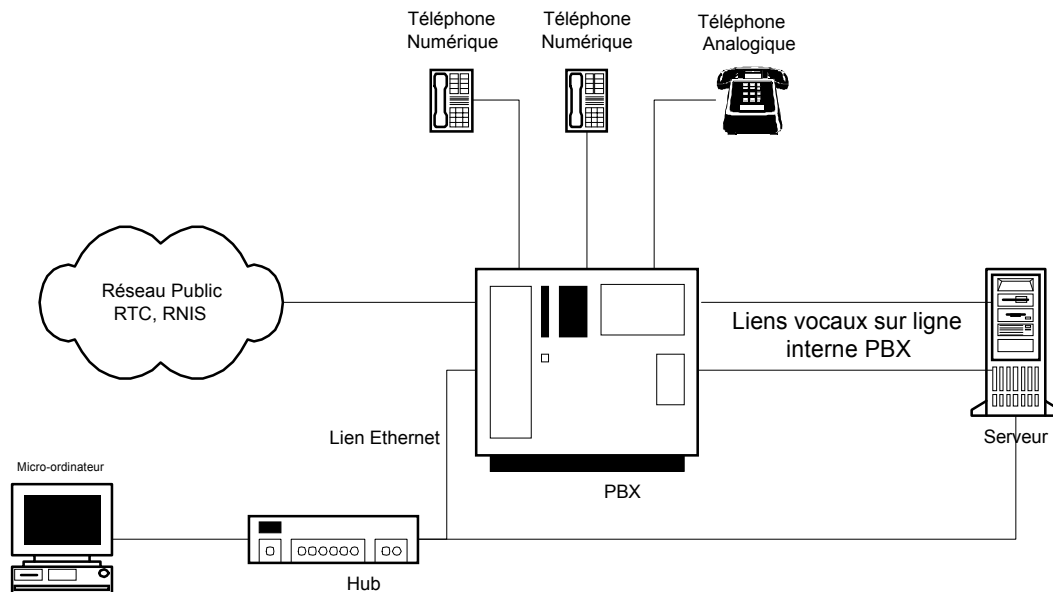 Téléphone
Numérique
Téléphone
Numérique
Téléphone
Analogique
Réseau Public
RTC, RNIS
Liens vocaux sur ligne
interne PBX
Lien Ethernet
Serveur
Micro-ordinateur
PBX
Hub